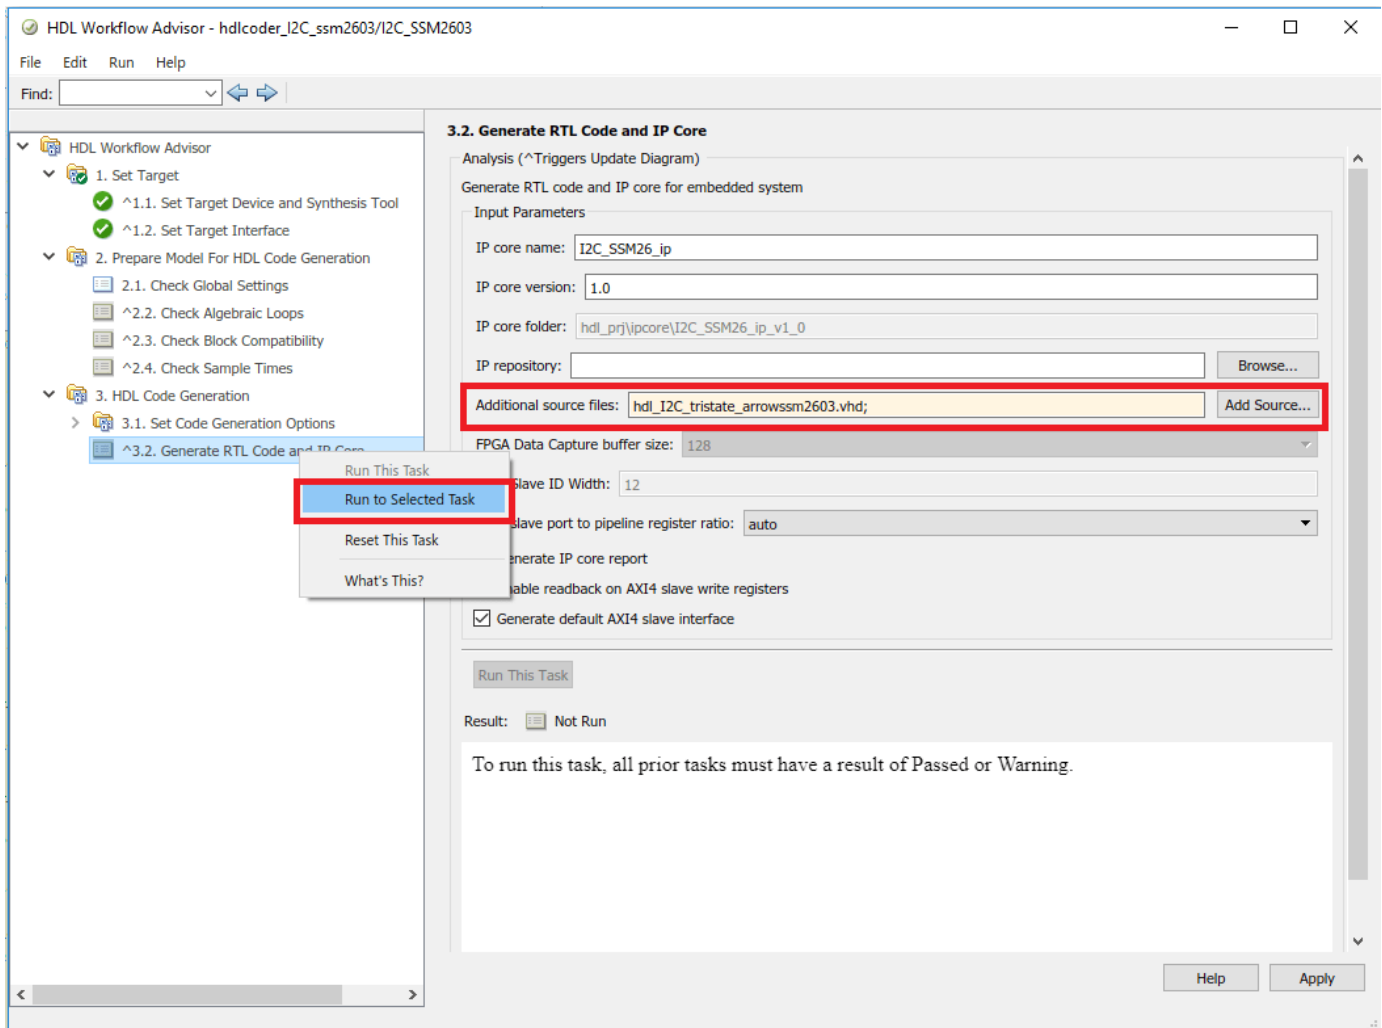 HDL Workflow Advisor - hdlcoder_I2C_ssm2603/I2C_SSM2603
File Edit Run Help
Find:
HDL Workflow Advisor
1. Set Target
^1.1. Set Target Device and Synthesis Tool
^1.2. Set Target Interface
2. Prepare Model For HDL Code Generation
2.1. Check Global Settings
^2.2. Check Algebraic Loops
^2.3. Check Block Compatibility
^2.4. Check Sample Times
3. HDL Code Generation
3.1. Set Code Generation Options
^3.2. Generate RTL Code and IP Core
Run This Task
Run to Selected Task
Reset This Task
What's This?
3.2. Generate RTL Code and IP Core
Analysis (^Triggers Update Diagram)
Generate RTL code and IP core for embedded system
Input Parameters
IP core name: I2C_SSM26_ip
IP core version: 1.0
IP core folder: hdl_prj\ipcore\I2C_SSM26_ip_v1_0
IP repository: Browse...
Additional source files: hdl_I2C_tristate_arrowssm2603.vhd; Add Source...
FPGA Data Capture buffer size: 128
Slave ID Width: 12
slave port to pipeline register ratio: auto
enerate IP core report
nable readback on AXI4 slave write registers
Generate default AXI4 slave interface
Run This Task
Result: Not Run
To run this task, all prior tasks must have a result of Passed or Warning.
Help Apply